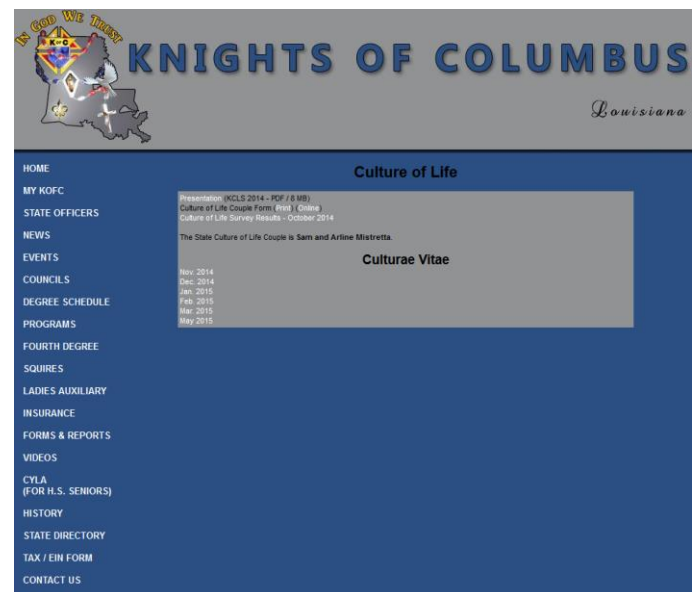 IN GOD WE TRUST
K of C
KNIGHTS OF COLUMBUS
Louisiana
HOME
MY KOFC
STATE OFFICERS
NEWS
EVENTS
COUNCILS
DEGREE SCHEDULE
PROGRAMS
FOURTH DEGREE
SQUIRES
LADIES AUXILIARY
INSURANCE
FORMS & REPORTS
VIDEOS
CYLA
(FOR H.S. SENIORS)
HISTORY
STATE DIRECTORY
TAX / EIN FORM
CONTACT US
Culture of Life
Presentation (KCLS 2014 - PDF / 8 MB)
Culture of Life Couple Form (Print | Online)
Culture of Life Survey Results - October 2014
The State Culture of Life Couple is Sam and Arline Mistretta.
Culturae Vitae
Nov. 2014
Dec. 2014
Jan. 2015
Feb. 2015
Mar. 2015
May 2015